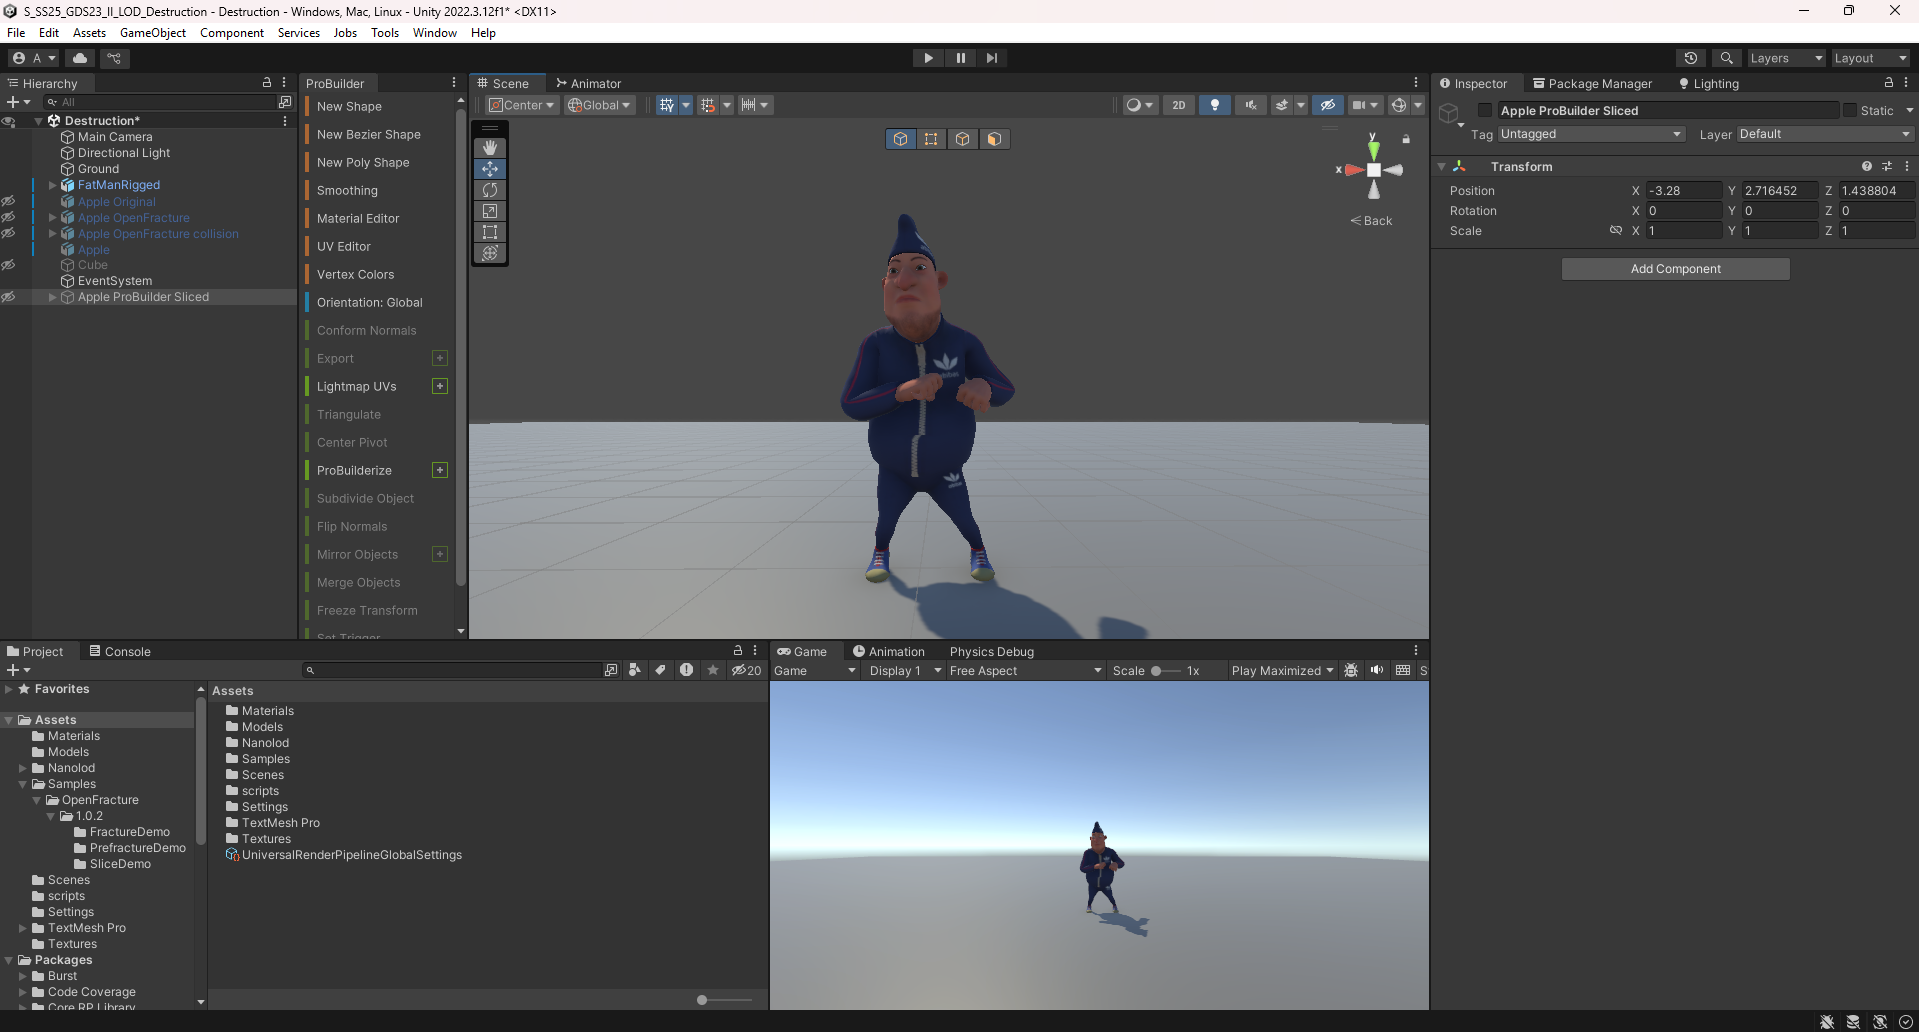 S_SS25_GDS23_II_LOD_Destruction - Destruction - Windows, Mac, Linux - Unity 2022.3.12f1* <DX11>
File Edit Assets GameObject Component Services Jobs Tools Window Help
A
Layers
Layout
Hierarchy
All
Destruction*
Main Camera
Directional Light
Ground
FatManRigged
Apple Original
Apple OpenFracture
Apple OpenFracture collision
Apple
Cube
EventSystem
Apple ProBuilder Sliced
ProBuilder
New Shape
New Bezier Shape
New Poly Shape
Smoothing
Material Editor
UV Editor
Vertex Colors
Orientation: Global
Conform Normals
Export
Lightmap UVs
Triangulate
Center Pivot
ProBuilderize
Subdivide Object
Flip Normals
Mirror Objects
Merge Objects
Freeze Transform
Set Trigger
Scene Animator
Center Global 2D
y
x
Back
adidas
Inspector Package Manager Lighting
Apple ProBuilder Sliced Static
Tag Untagged Layer Default
Transform
Position X -3.28 Y 2.716452 Z 1.438804
Rotation X 0 Y 0 Z 0
Scale X 1 Y 1 Z 1
Add Component
Project Console
20
Favorites
Assets
Materials
Models
Nanolod
Samples
OpenFracture
1.0.2
FractureDemo
PrefractureDemo
SliceDemo
Scenes
scripts
Settings
TextMesh Pro
Textures
Packages
Burst
Code Coverage
Core RP Library
Assets
Materials
Models
Nanolod
Samples
Scenes
scripts
Settings
TextMesh Pro
Textures
UniversalRenderPipelineGlobalSettings
Game Animation Physics Debug
Game Display 1 Free Aspect Scale 1x Play Maximized S